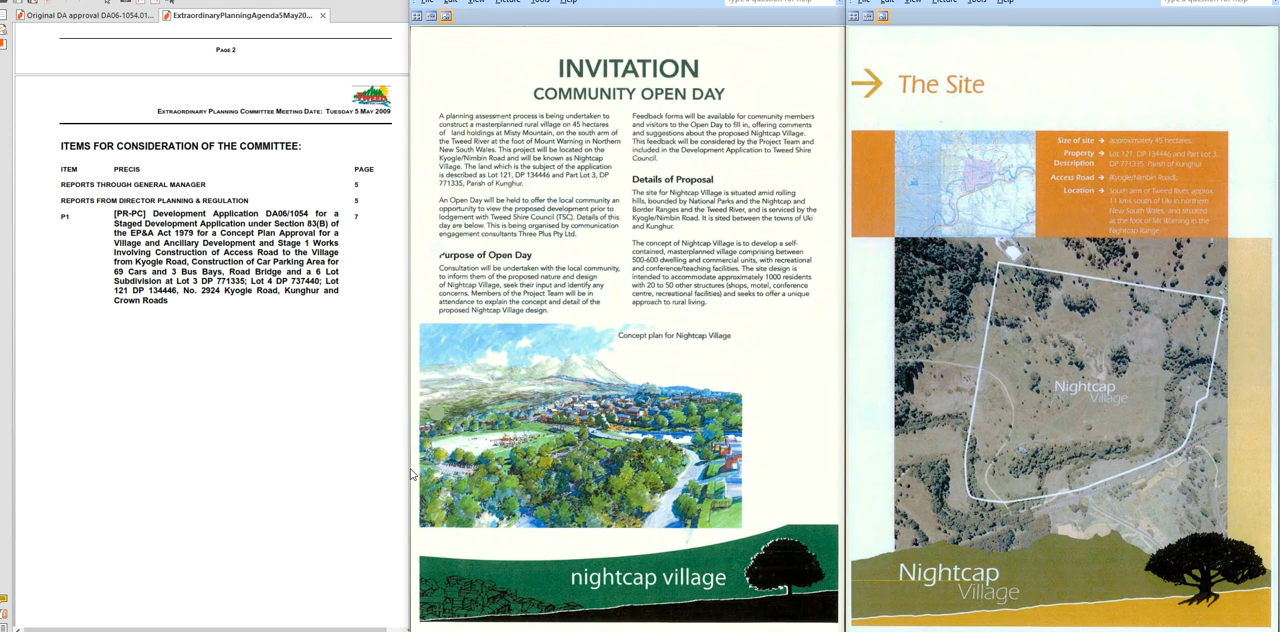 Original DA approval DA06-1054.01...
ExtraordinaryPlanningAgenda5May20...
PAGE 2
TWEED
EXTRAORDINARY PLANNING COMMITTEE MEETING DATE: TUESDAY 5 MAY 2009
ITEMS FOR CONSIDERATION OF THE COMMITTEE:
ITEM PRECIS PAGE
REPORTS THROUGH GENERAL MANAGER 5
REPORTS FROM DIRECTOR PLANNING & REGULATION 5
P1 [PR-PC] Development Application DA06/1054 for a 7
Staged Development Application under Section 83(B) of
the EP&A Act 1979 for a Concept Plan Approval for a
Village and Ancillary Development and Stage 1 Works
Involving Construction of Access Road to the Village
from Kyogle Road, Construction of Car Parking Area for
69 Cars and 3 Bus Bays, Road Bridge and a 6 Lot
Subdivision at Lot 3 DP 771335; Lot 4 DP 737440; Lot
121 DP 134446, No. 2924 Kyogle Road, Kunghur and
Crown Roads
File Edit View Picture Tools Help
INVITATION
COMMUNITY OPEN DAY
A planning assessment process is being undertaken to
construct a masterplanned rural village on 45 hectares
of land holdings at Misty Mountain, on the south arm of
the Tweed River at the foot of Mount Warning in Northern
New South Wales. This project will be located on the
Kyogle/Nimbin Road and will be known as Nightcap
Village. The land which is the subject of the application
is described as Lot 121, DP 134446 and Part Lot 3, DP
771335, Parish of Kunghur.
An Open Day will be held to offer the local community an
opportunity to view the proposed development prior to
lodgement with Tweed Shire Council (TSC). Details of this
day are below. This is being organised by communication
engagement consultants Three Plus Pty Ltd.
Purpose of Open Day
Consultation will be undertaken with the local community,
to inform them of the proposed nature and design
of Nightcap Village, seek their input and identify any
concerns. Members of the Project Team will be in
attendance to explain the concept and detail of the
proposed Nightcap Village design.
Feedback forms will be available for community members
and visitors to the Open Day to fill in, offering comments
and suggestions about the proposed Nightcap Village.
This feedback will be considered by the Project Team and
included in the Development Application to Tweed Shire
Council.
Details of Proposal
The site for Nightcap Village is situated amid rolling
hills, bounded by National Parks and the Nightcap and
Border Ranges and the Tweed River, and is serviced by the
Kyogle/Nimbin Road. It is sited between the towns of Uki
and Kunghur.
The concept of Nightcap Village is to develop a self-
contained, masterplanned village comprising between
500-600 dwelling and commercial units, with recreational
and conference/teaching facilities. The site design is
intended to accommodate approximately 1000 residents
with 20 to 50 other structures (shops, motel, conference
centre, recreational facilities) and seeks to offer a unique
approach to rural living.
Concept plan for Nightcap Village
nightcap village
File Edit View Picture Tools Help
The Site
Size of site approximately 45 hectares,
Property Lot 121, DP 134446 and Part Lot 3,
Description DP 771335, Parish of Kunghur
Access Road (Kyogle/Nimbin Road),
Location South arm of Tweed River, approx.
11 kms south of Uki in northern
New South Wales, and situated
at the foot of Mt Warning in the
Nightcap Range
Nightcap
Village
Nightcap
Village